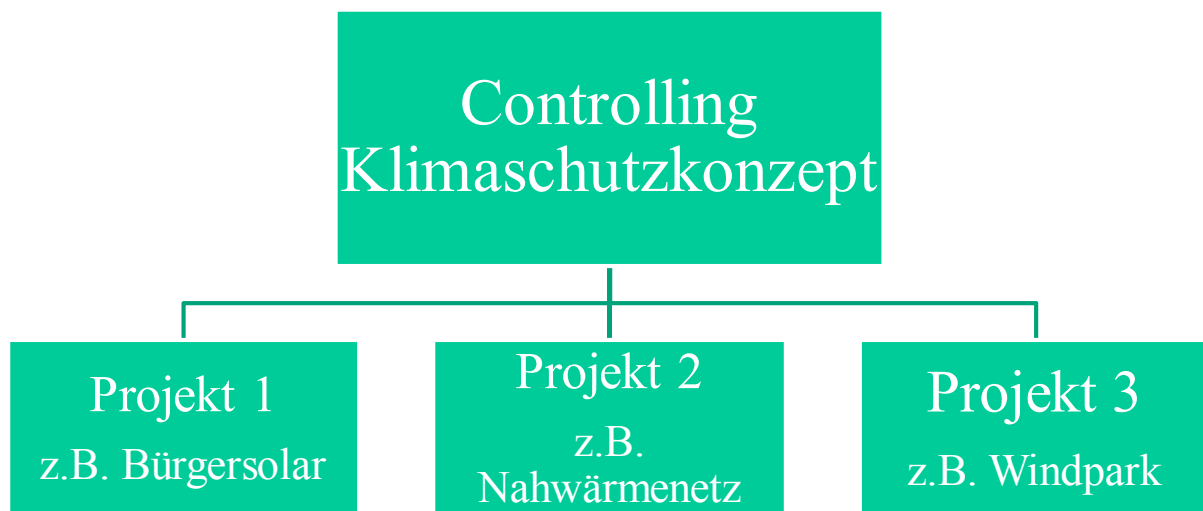 Controlling
Klimaschutzkonzept
Projekt 1
z.B. Bürgersolar
Projekt 2
z.B.
Nahwärmenetz
Projekt 3
z.B. Windpark